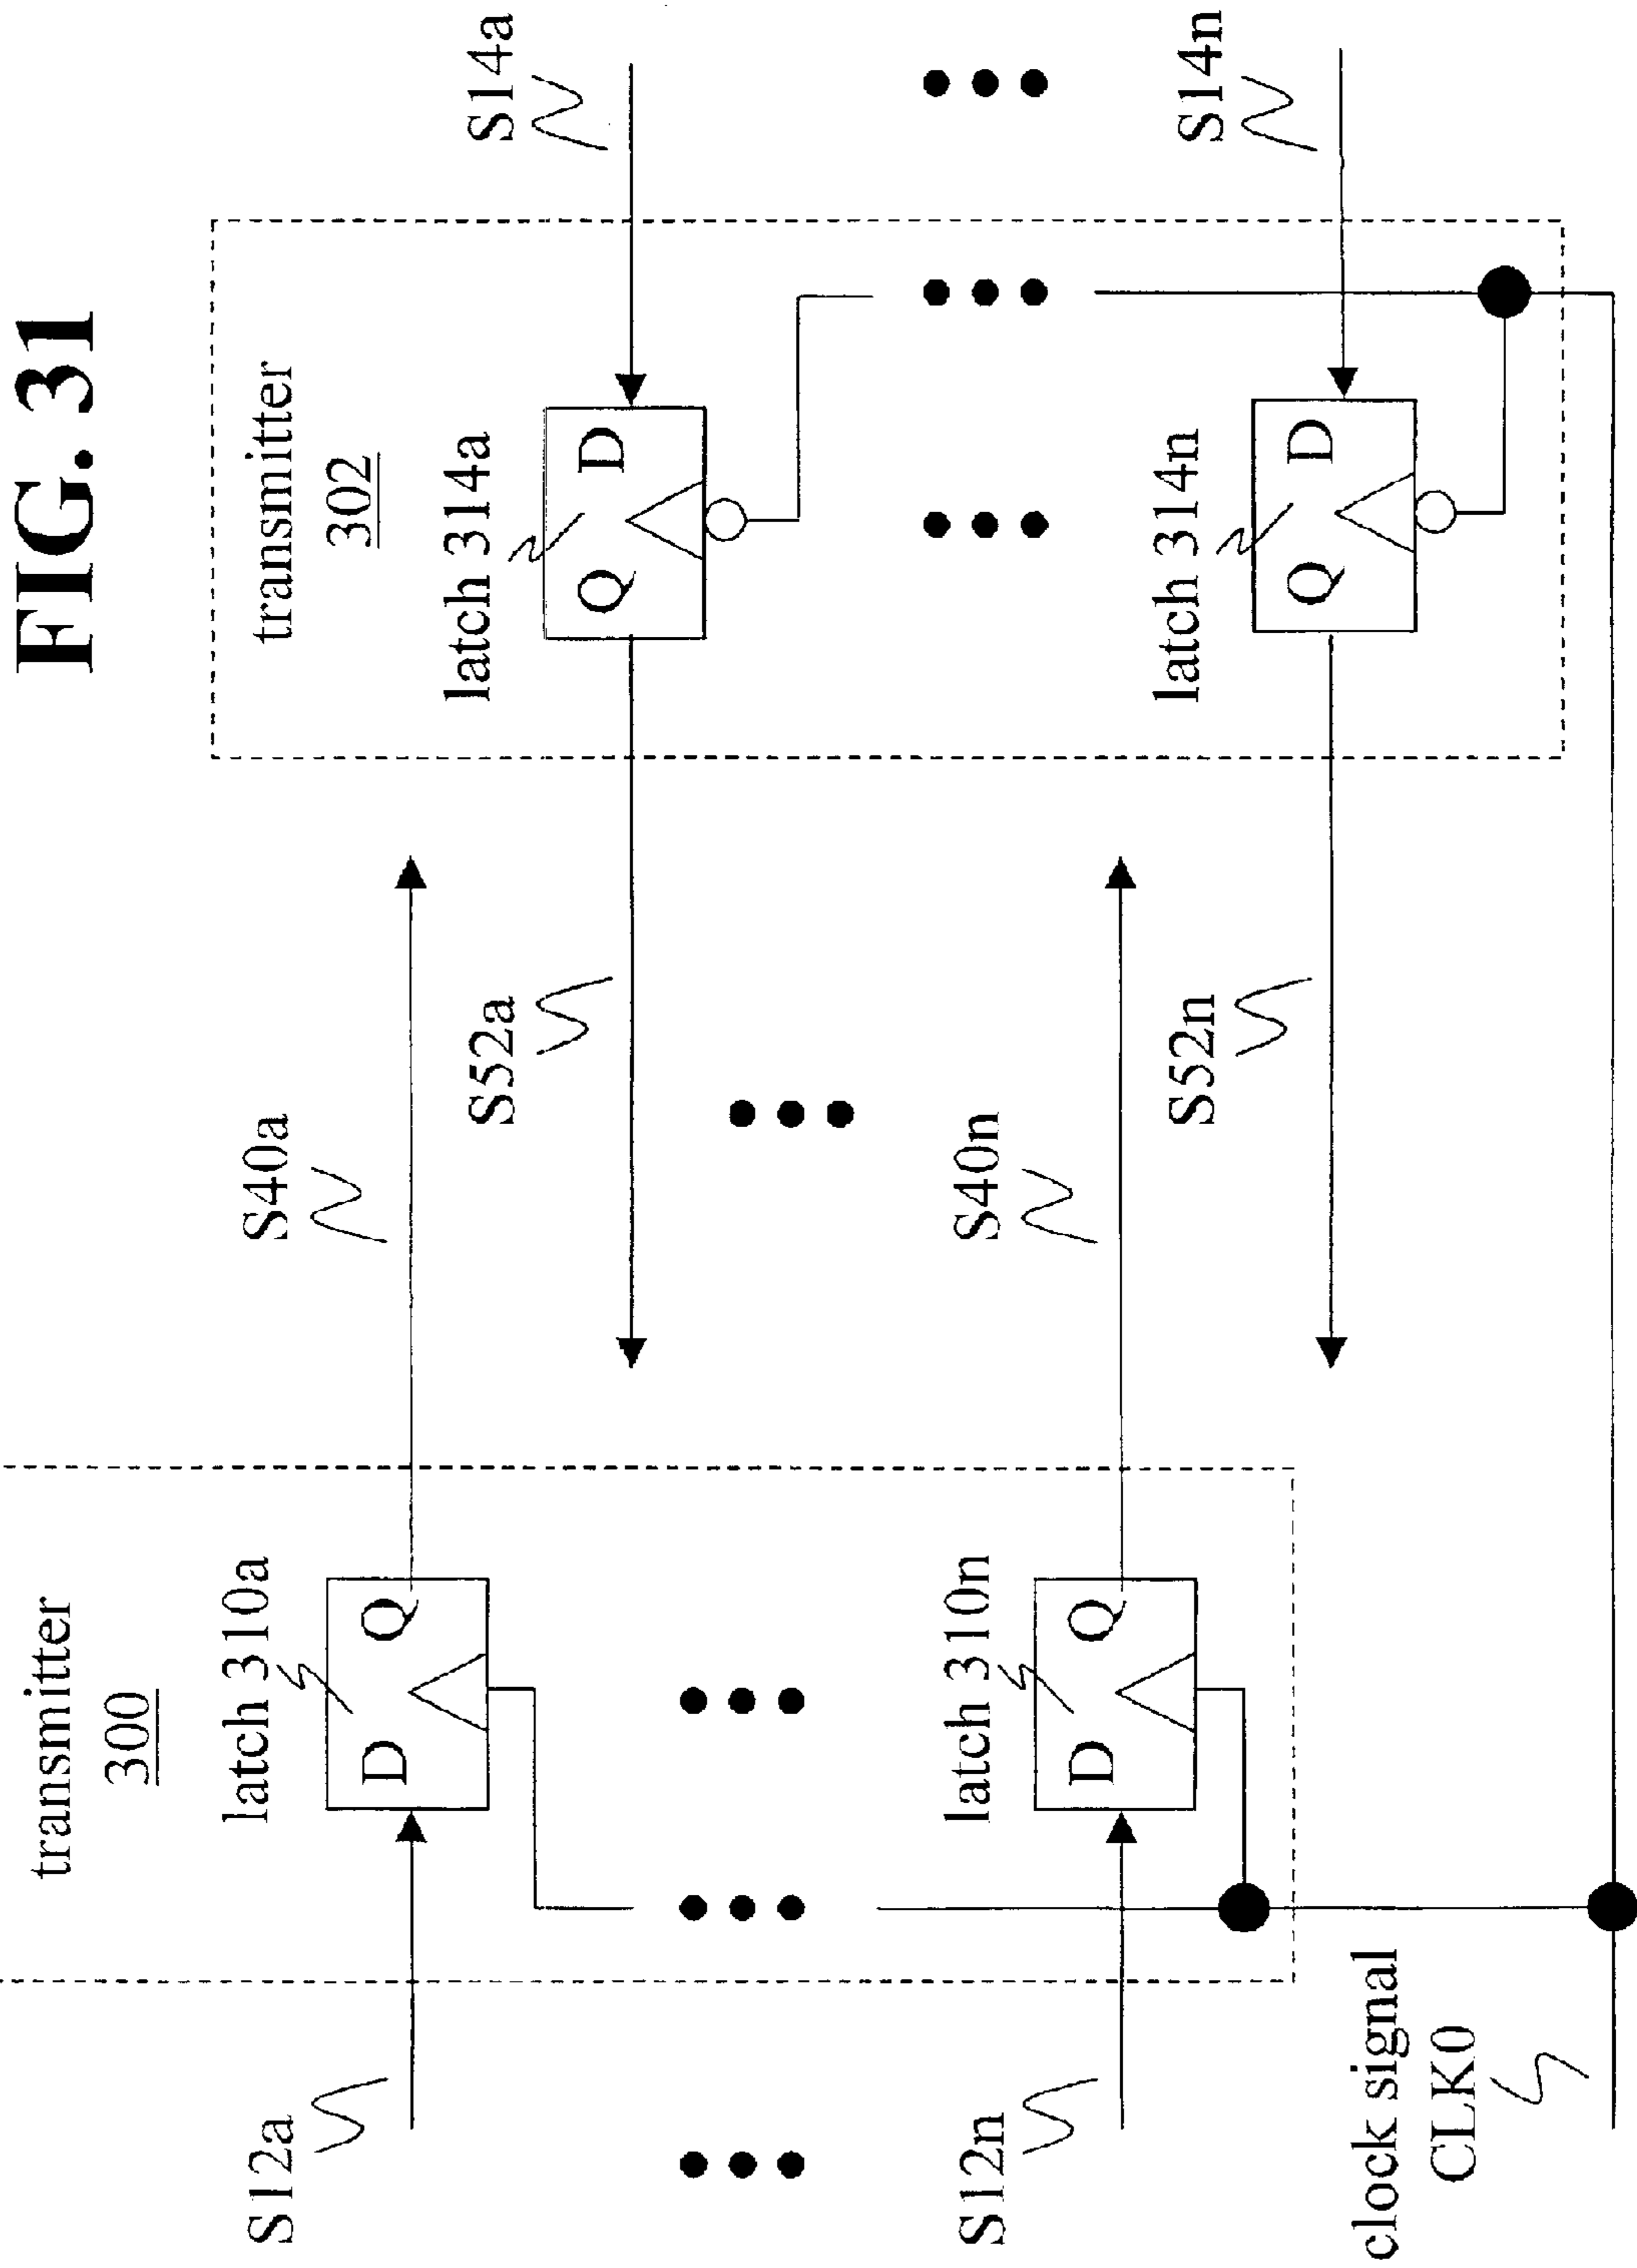 FIG. 31
transmitter
300
transmitter
302
S12a
latch 310a
D Q
S40a
S52a
latch 314a
Q D
S14a
S12n
latch 310n
D Q
S40n
S52n
latch 314n
Q D
S14n
clock signal
CLK0